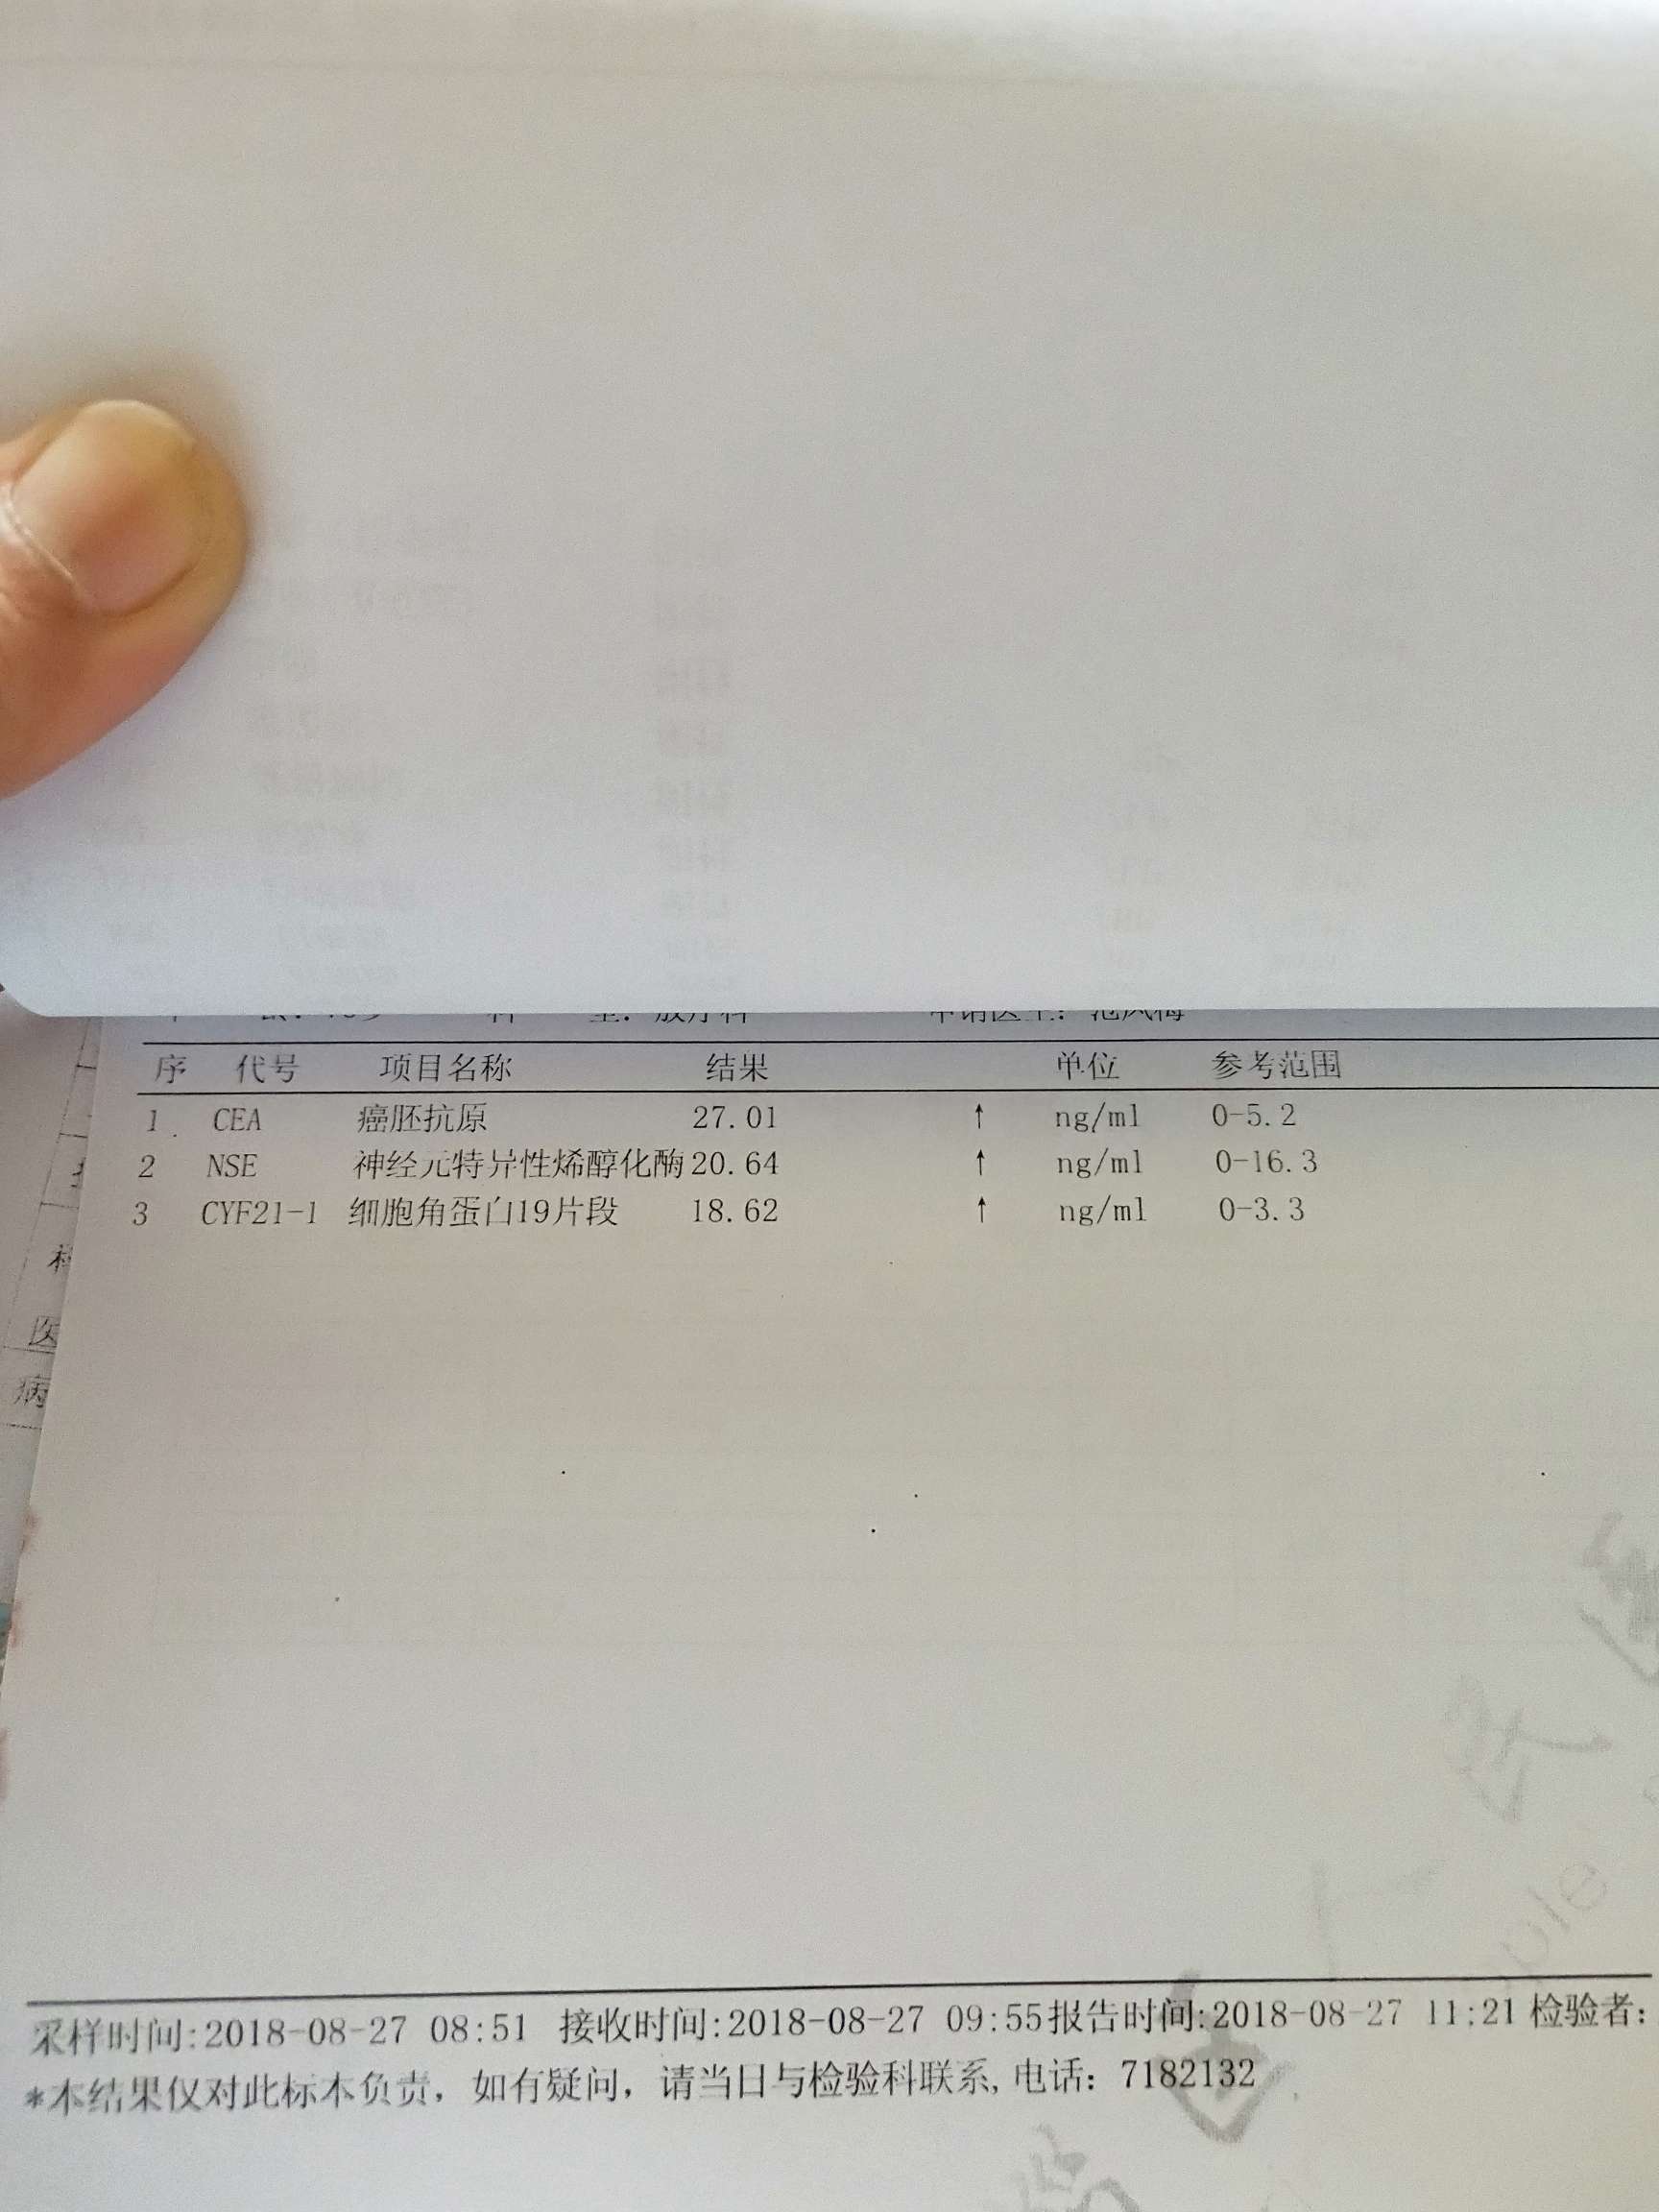 序 代号 项目名称 结果 单位 参考范围
1 CEA 癌胚抗原 27.01 ↑ ng/ml 0-5.2
2 NSE 神经元特异性烯醇化酶 20.64 ↑ ng/ml 0-16.3
3 CYF21-1 细胞角蛋白19片段 18.62 ↑ ng/ml 0-3.3
医
病
采样时间:2018-08-27 08:51 接收时间:2018-08-27 09:55 报告时间:2018-08-27 11:21 检验者:
*本结果仅对此标本负责，如有疑问，请当日与检验科联系,电话：7182132